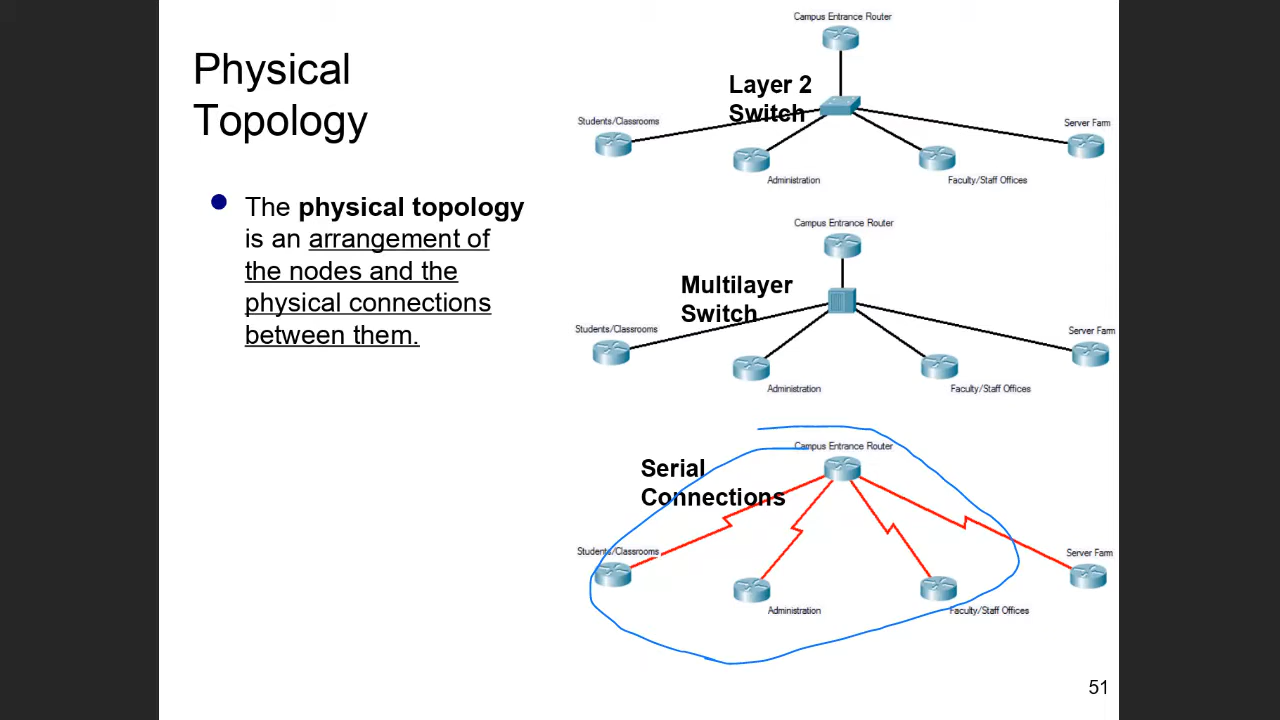 Physical
Topology
The physical topology
is an arrangement of
the nodes and the
physical connections
between them.
Campus Entrance Router
Layer 2
Switch
Students/Classrooms
Server Farm
Administration
Faculty/Staff Offices
Campus Entrance Router
Multilayer
Switch
Students/Classrooms
Server Farm
Administration
Faculty/Staff Offices
Campus Entrance Router
Serial
Connections
Students/Classrooms
Server Farm
Administration
Faculty/Staff Offices
51